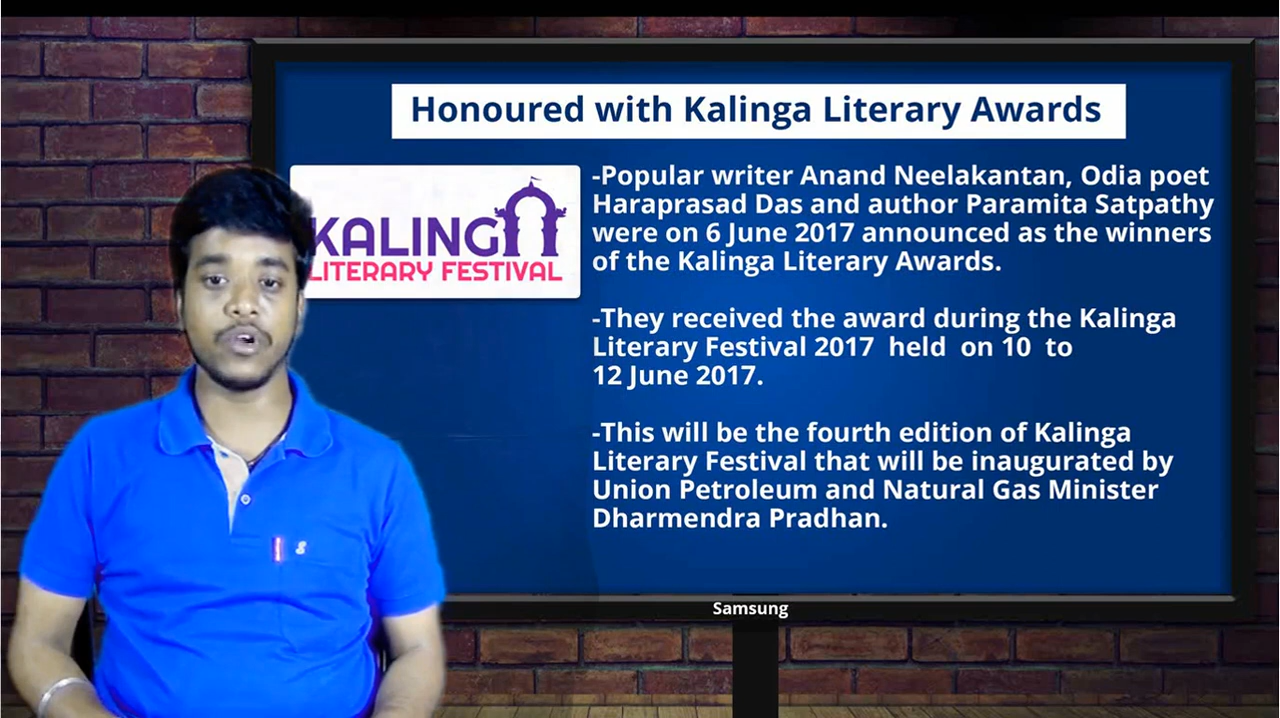 Honoured with Kalinga Literary Awards
KALINGA
LITERARY FESTIVAL
-Popular writer Anand Neelakantan, Odia poet
Haraprasad Das and author Paramita Satpathy
were on 6 June 2017 announced as the winners
of the Kalinga Literary Awards.
-They received the award during the Kalinga
Literary Festival 2017 held on 10 to
12 June 2017.
-This will be the fourth edition of Kalinga
Literary Festival that will be inaugurated by
Union Petroleum and Natural Gas Minister
Dharmendra Pradhan.
Samsung